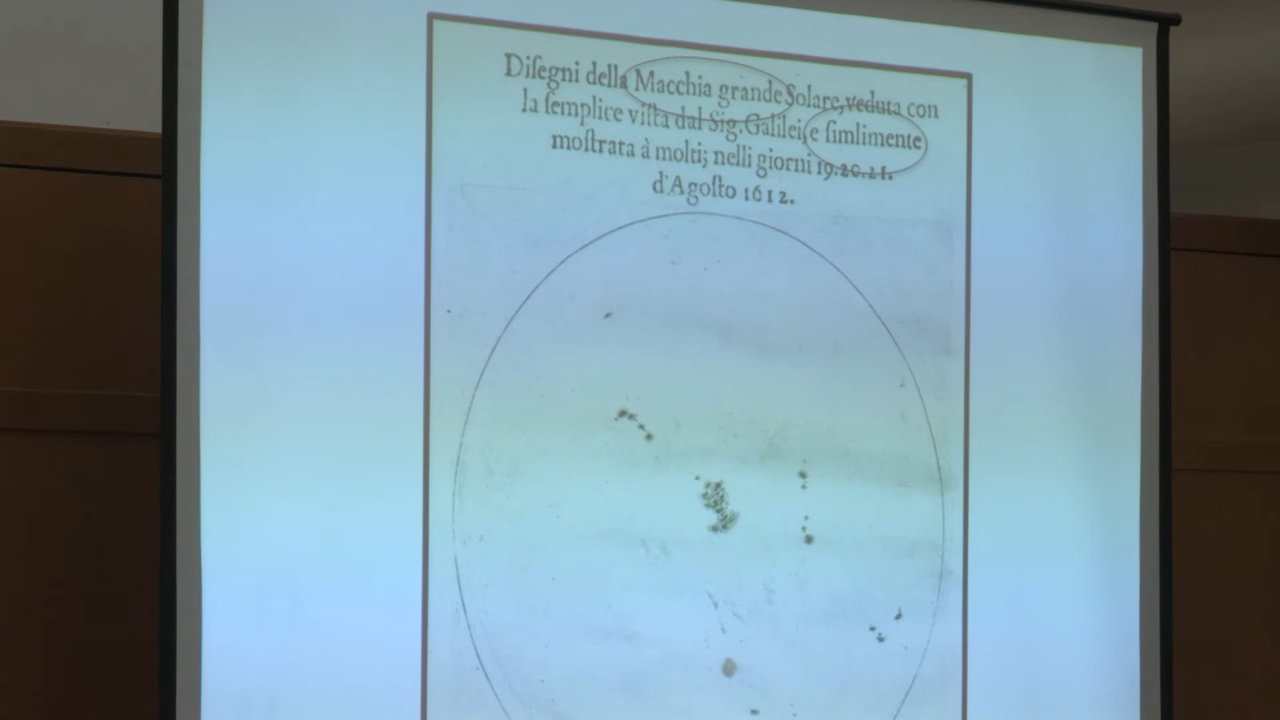 Diſegni della Macchia grande Solare, veduta con
la ſemplice viſta dal Sig. Galilei, e ſimlimente
moſtrata à molti; nelli giorni 19. 20. 21.
d'Agoſto 1612.